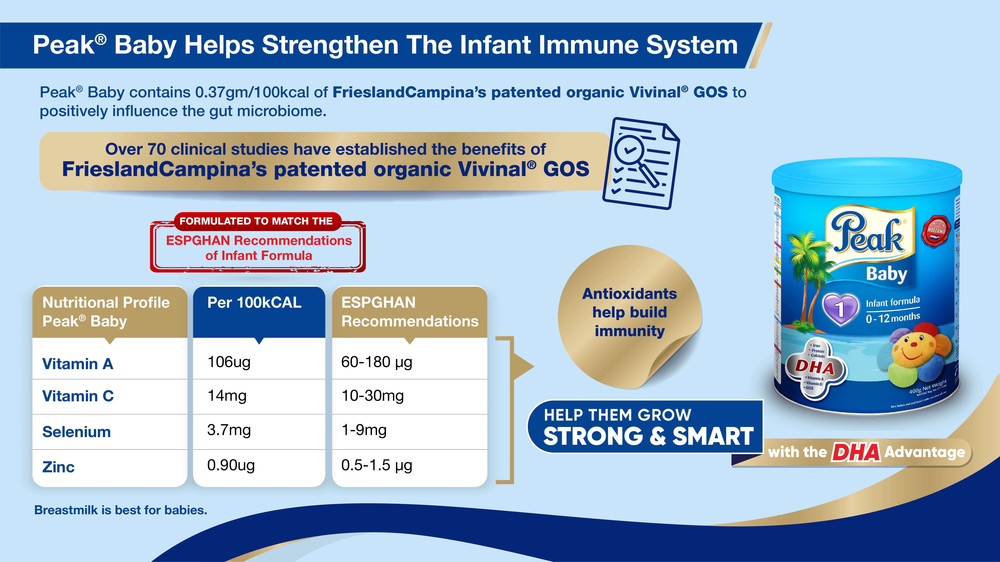 Peak® Baby Helps Strengthen The Infant Immune System
Peak® Baby contains 0.37gm/100kcal of FrieslandCampina’s patented organic Vivinal® GOS to
positively influence the gut microbiome.
Over 70 clinical studies have established the benefits of
FrieslandCampina’s patented organic Vivinal® GOS
FORMULATED TO MATCH THE
ESPGHAN Recommendations
of Infant Formula
Nutritional Profile
Peak® Baby
Per 100kCAL
ESPGHAN
Recommendations
Vitamin A
106ug
60-180 µg
Vitamin C
14mg
10-30mg
Selenium
3.7mg
1-9mg
Zinc
0.90ug
0.5-1.5 µg
Antioxidants
help build
immunity
HELP THEM GROW
STRONG & SMART
with the DHA Advantage
Peak®
Baby
MADE IN
HOLLAND
1
Infant formula
0-12 months
+ Iron
+ Protein
+ Calcium
DHA
+Vitamin A
+Vitamin D
+GOS
400g Net Weight
NAFDAC Reg. No. C1-1085
Best before end and batch code: see base of can
Breastmilk is best for babies.